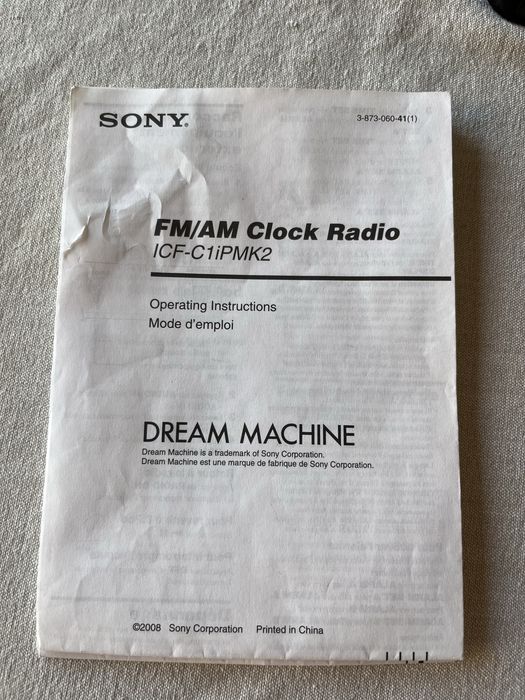 SONY®
3-873-060-41(1)
FM/AM Clock Radio
ICF-C1iPMK2
Operating Instructions
Mode d'emploi
DREAM MACHINE
Dream Machine is a trademark of Sony Corporation.
Dream Machine est une marque de fabrique de Sony Corporation.
©2008 Sony Corporation Printed in China